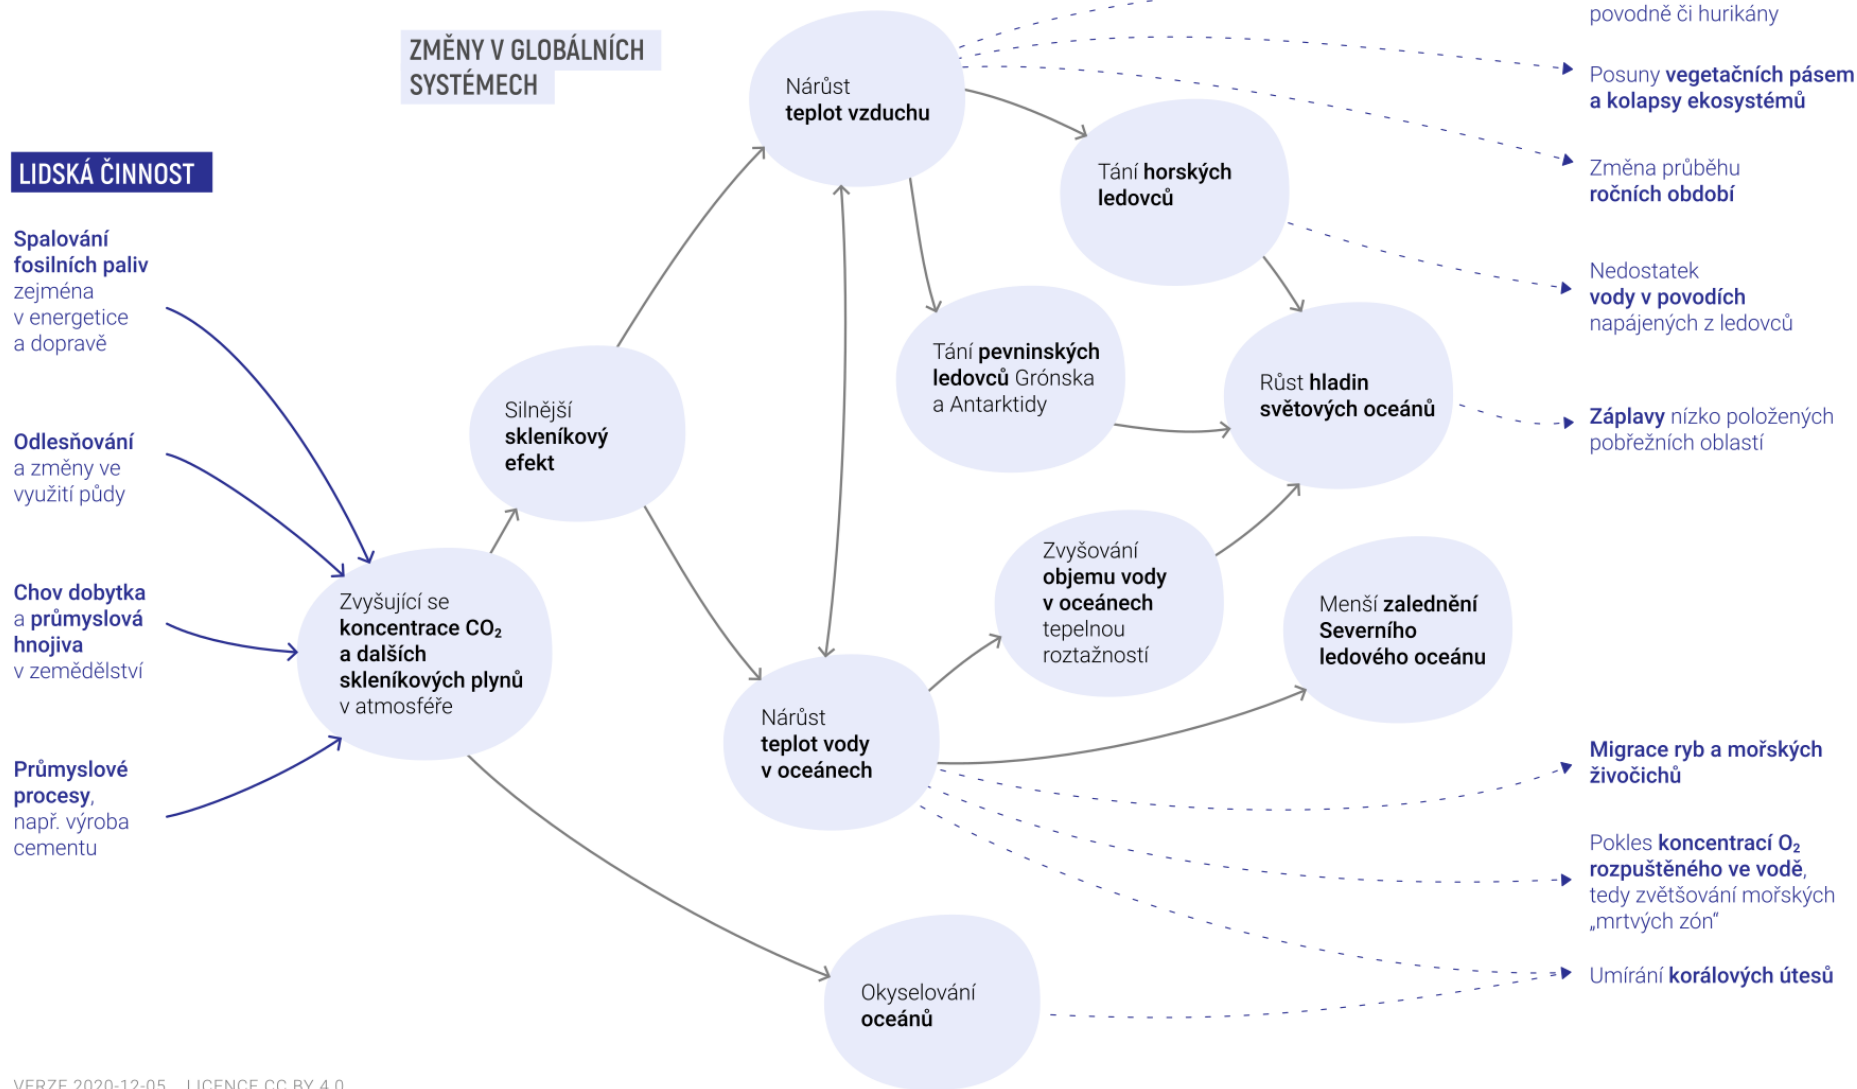 povodně či hurikány
ZMĚNY V GLOBÁLNÍCH
SYSTÉMECH
Nárůst
teplot vzduchu
Posuny vegetačních pásem
a kolapsy ekosystémů
LIDSKÁ ČINNOST
Tání horských
ledovců
Změna průběhu
ročních období
Spalování
fosilních paliv
zejména
v energetice
a dopravě
Nedostatek
vody v povodích
napájených z ledovců
Tání pevninských
ledovců Grónska
a Antarktidy
Růst hladin
světových oceánů
Silnější
skleníkový
efekt
Záplavy nízko položených
pobřežních oblastí
Odlesňování
a změny ve
využití půdy
Zvyšování
objemu vody
v oceánech
tepelnou
roztažností
Menší zalednění
Severního
ledového oceánu
Chov dobytka
a průmyslová
hnojiva
v zemědělství
Zvyšující se
koncentrace CO₂
a dalších
skleníkových plynů
v atmosféře
Nárůst
teplot vody
v oceánech
Migrace ryb a mořských
živočichů
Průmyslové
procesy,
např. výroba
cementu
Pokles koncentrací O₂
rozpuštěného ve vodě,
tedy zvětšování mořských
„mrtvých zón“
Umírání korálových útesů
Okyselování
oceánů
VERZE 2020-12-05 LICENCE CC BY 4.0